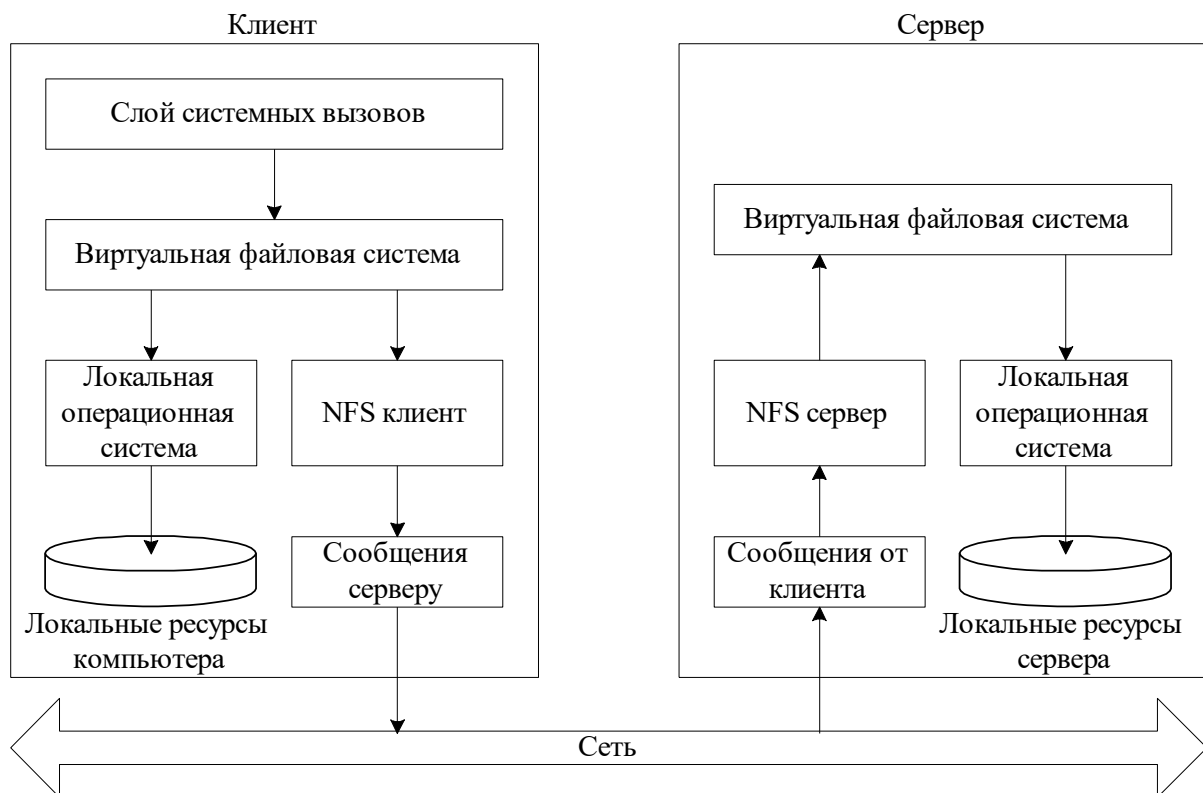 Клиент
Слой системных вызовов
Виртуальная файловая система
Локальная
операционная
система
NFS клиент
Сообщения
серверу
Локальные ресурсы
компьютера
Сервер
Виртуальная файловая система
NFS сервер
Локальная
операционная
система
Сообщения от
клиента
Локальные ресурсы
сервера
Сеть